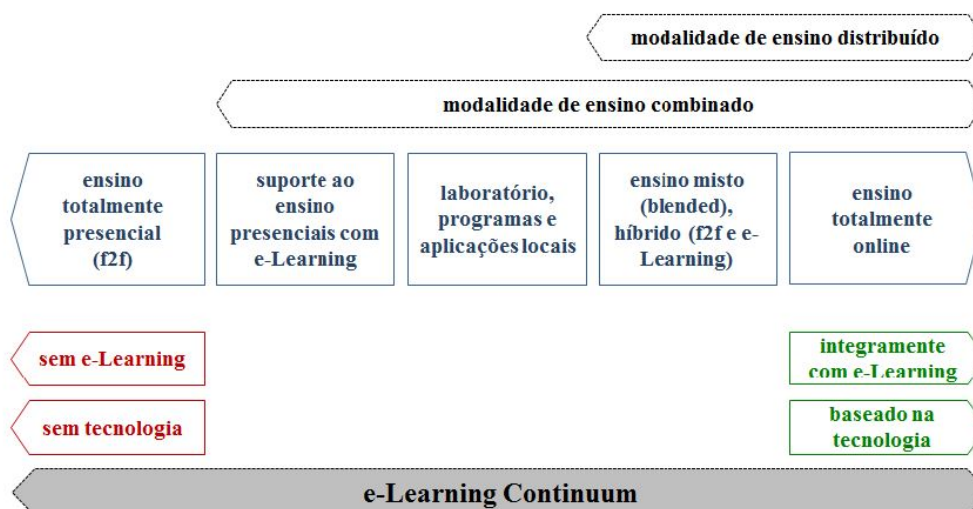 modalidade de ensino distribuído
modalidade de ensino combinado
ensino
totalmente
presencial
(f2f)
suporte ao
ensino
presenciais com
e-Learning
laboratório,
programas e
aplicações locais
ensino misto
(blended),
híbrido (f2f e e-
Learning)
ensino
totalmente
online
sem e-Learning
integramente
com e-Learning
sem tecnologia
baseado na
tecnologia
e-Learning Continuum